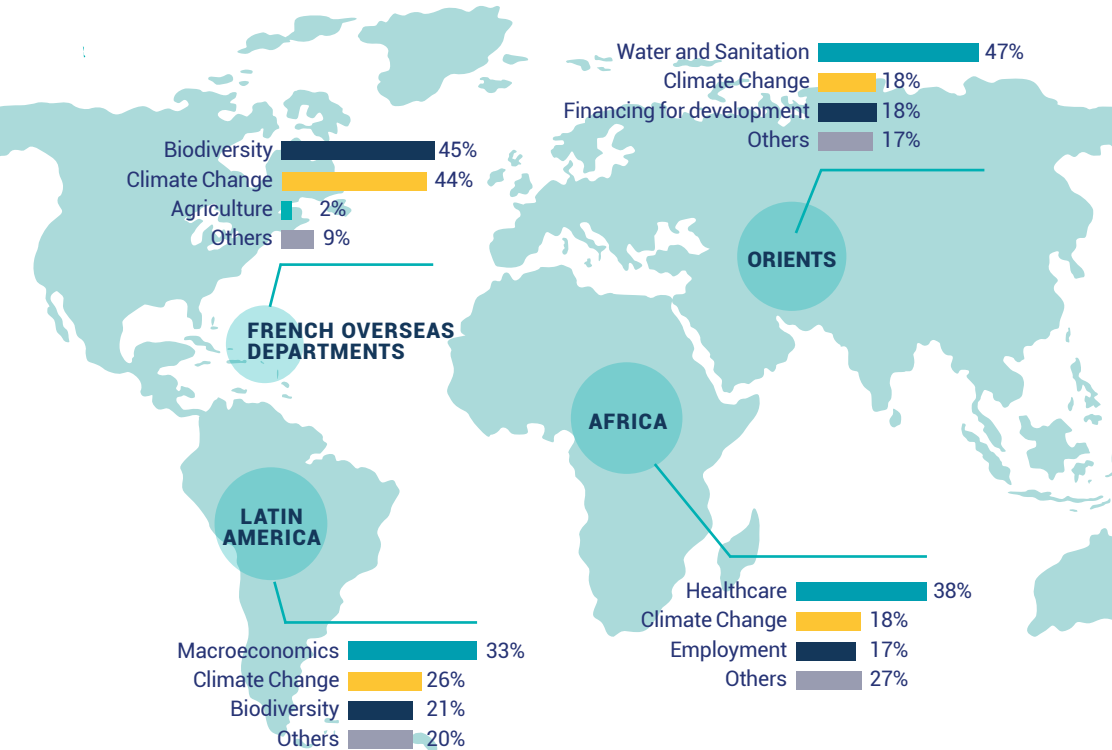 Water and Sanitation 47%
Climate Change 18%
Financing for development 18%
Others 17%
ORIENTS
Biodiversity 45%
Climate Change 44%
Agriculture 2%
Others 9%
FRENCH OVERSEAS
DEPARTMENTS
AFRICA
Healthcare 38%
Climate Change 18%
Employment 17%
Others 27%
LATIN
AMERICA
Macroeconomics 33%
Climate Change 26%
Biodiversity 21%
Others 20%